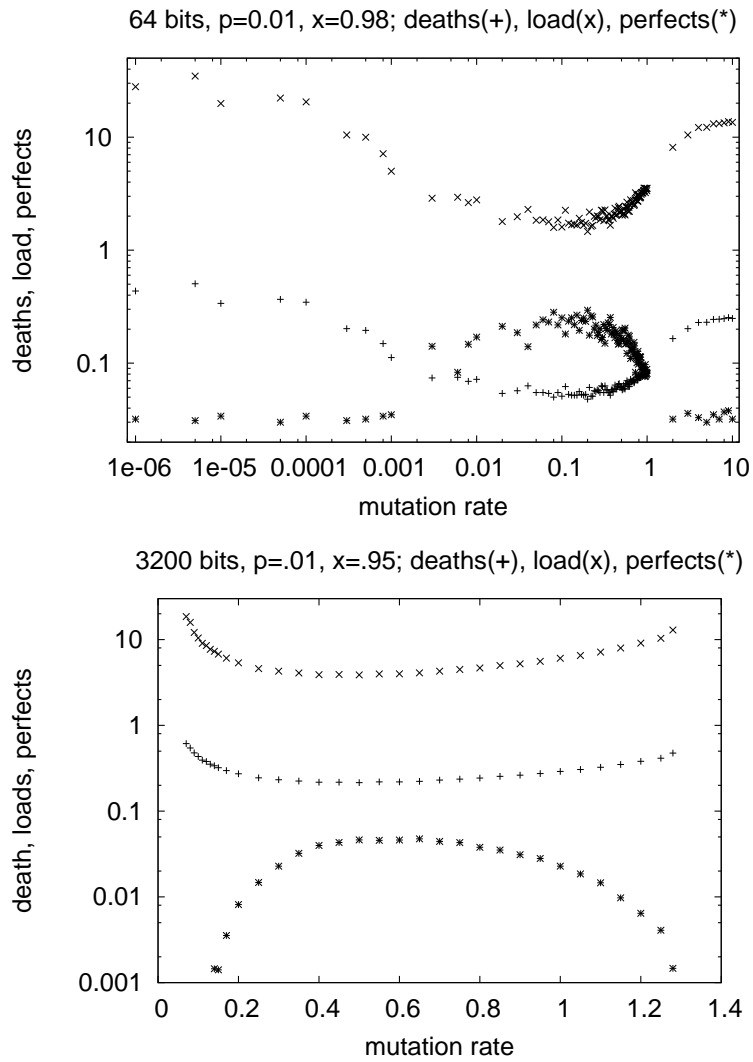 64 bits, p=0.01, x=0.98; deaths(+), load(x), perfects(*)
deaths, load, perfects
10
1
0.1
1e-06 1e-05 0.0001 0.001 0.01 0.1 1 10
mutation rate
3200 bits, p=.01, x=.95; deaths(+), load(x), perfects(*)
death, loads, perfects
10
1
0.1
0.01
0.001
0 0.2 0.4 0.6 0.8 1 1.2 1.4
mutation rate